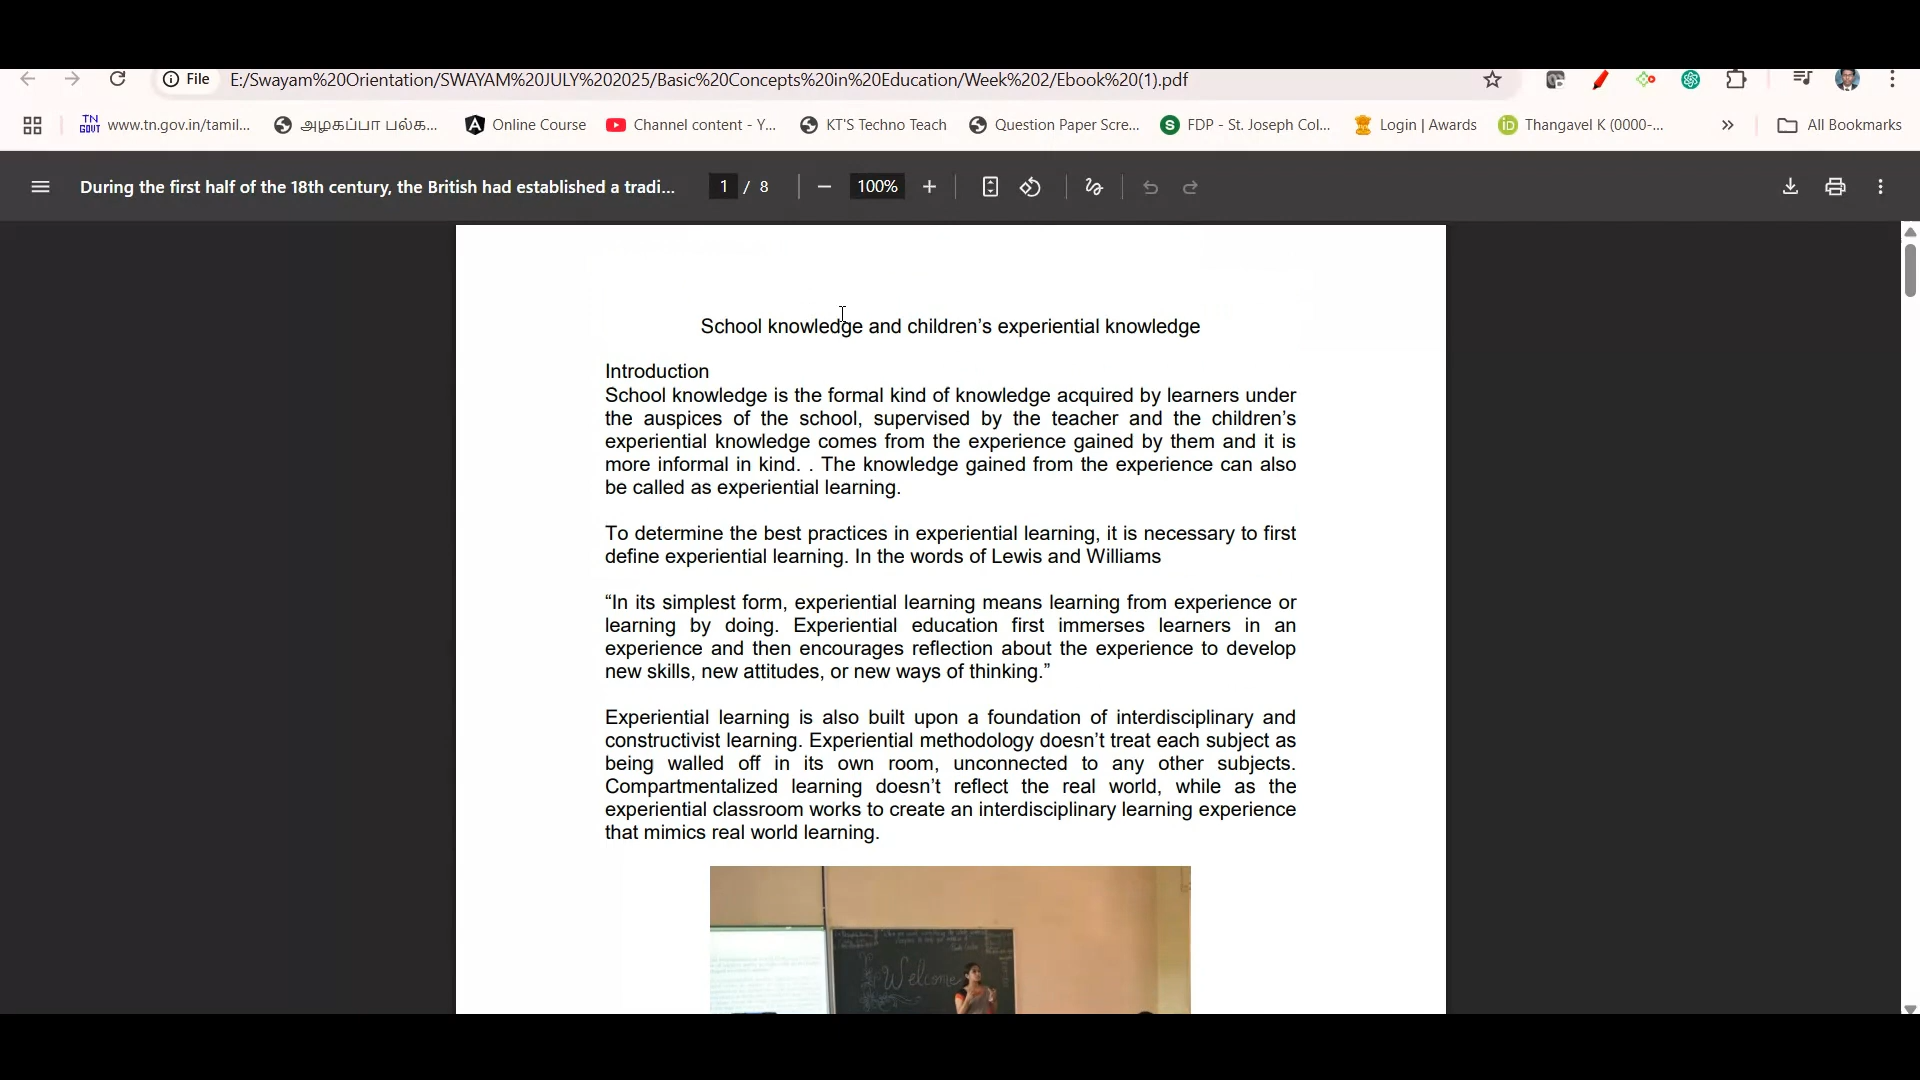 File E:/Swayam%20Orientation/SWAYAM%20JULY%202025/Basic%20Concepts%20in%20Education/Week%202/Ebook%20(1).pdf
TN GOVT www.tn.gov.in/tamil... அழகப்பா பல்க... Online Course Channel content - Y... KT'S Techno Teach Question Paper Scre... S FDP - St. Joseph Col... Login | Awards iD Thangavel K (0000-... » All Bookmarks
During the first half of the 18th century, the British had established a tradi... 1 / 8 100%
School knowledge and children's experiential knowledge
Introduction
School knowledge is the formal kind of knowledge acquired by learners under
the auspices of the school, supervised by the teacher and the children's
experiential knowledge comes from the experience gained by them and it is
more informal in kind. . The knowledge gained from the experience can also
be called as experiential learning.
To determine the best practices in experiential learning, it is necessary to first
define experiential learning. In the words of Lewis and Williams
“In its simplest form, experiential learning means learning from experience or
learning by doing. Experiential education first immerses learners in an
experience and then encourages reflection about the experience to develop
new skills, new attitudes, or new ways of thinking.”
Experiential learning is also built upon a foundation of interdisciplinary and
constructivist learning. Experiential methodology doesn't treat each subject as
being walled off in its own room, unconnected to any other subjects.
Compartmentalized learning doesn't reflect the real world, while as the
experiential classroom works to create an interdisciplinary learning experience
that mimics real world learning.
Welcome